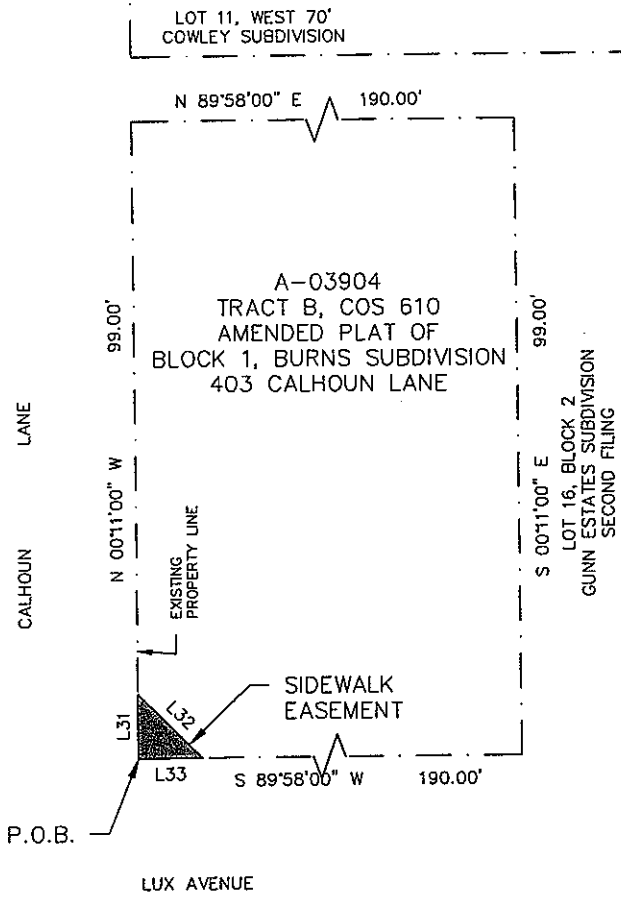 LOT 11, WEST 70'
COWLEY SUBDIVISION
N 89°58'00" E 190.00'
A-03904
TRACT B, COS 610
AMENDED PLAT OF
BLOCK 1, BURNS SUBDIVISION
403 CALHOUN LANE
99.00'
N 00°11'00" W
CALHOUN LANE
EXISTING
PROPERTY LINE
99.00'
S 00°11'00" E
LOT 16, BLOCK 2
GUNN ESTATES SUBDIVISION
SECOND FILING
SIDEWALK
EASEMENT
L31
L32
L33
S 89°58'00" W 190.00'
P.O.B.
LUX AVENUE